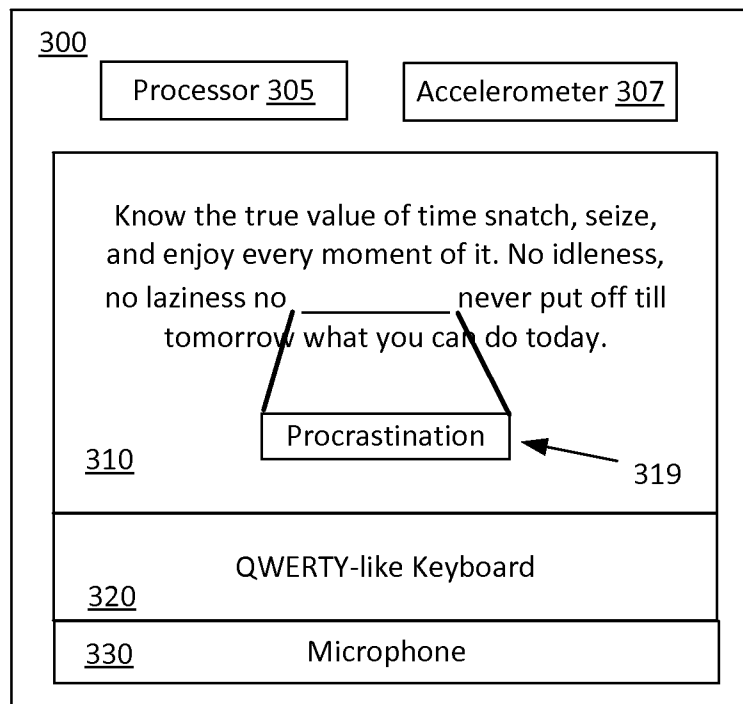 300
Processor 305
Accelerometer 307
Know the true value of time snatch, seize,
and enjoy every moment of it. No idleness,
no laziness no ____________ never put off till
tomorrow what you can do today.
Procrastination
310
319
QWERTY-like Keyboard
320
330
Microphone